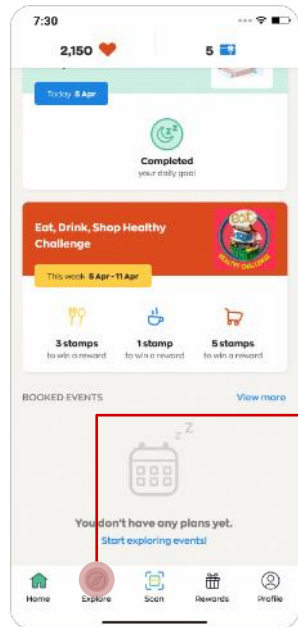 7:30
2,150 5
Today 5 Apr
Completed
your daily goal
Eat, Drink, Shop Healthy
Challenge
This week 5 Apr - 11 Apr
3 stamps 1 stamp 5 stamps
to win a reward to win a reward to win a reward
BOOKED EVENTS View more
You don't have any plans yet.
Start exploring events!
Home Explore Scan Rewards Profile